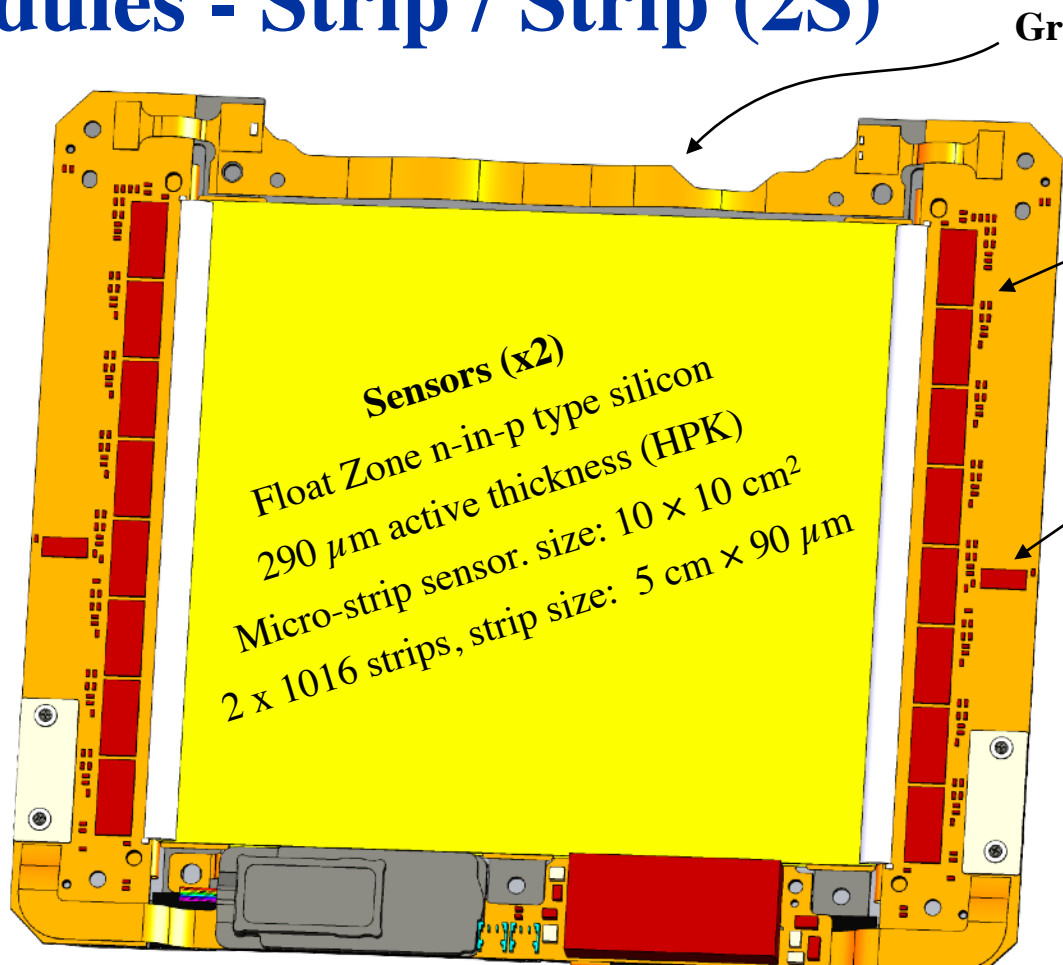 dules - Strip / Strip (2S)
Gr
Sensors (x2)
Float Zone n-in-p type silicon
290 μm active thickness (HPK)
Micro-strip sensor. size: 10 × 10 cm²
2 x 1016 strips, strip size: 5 cm × 90 μm